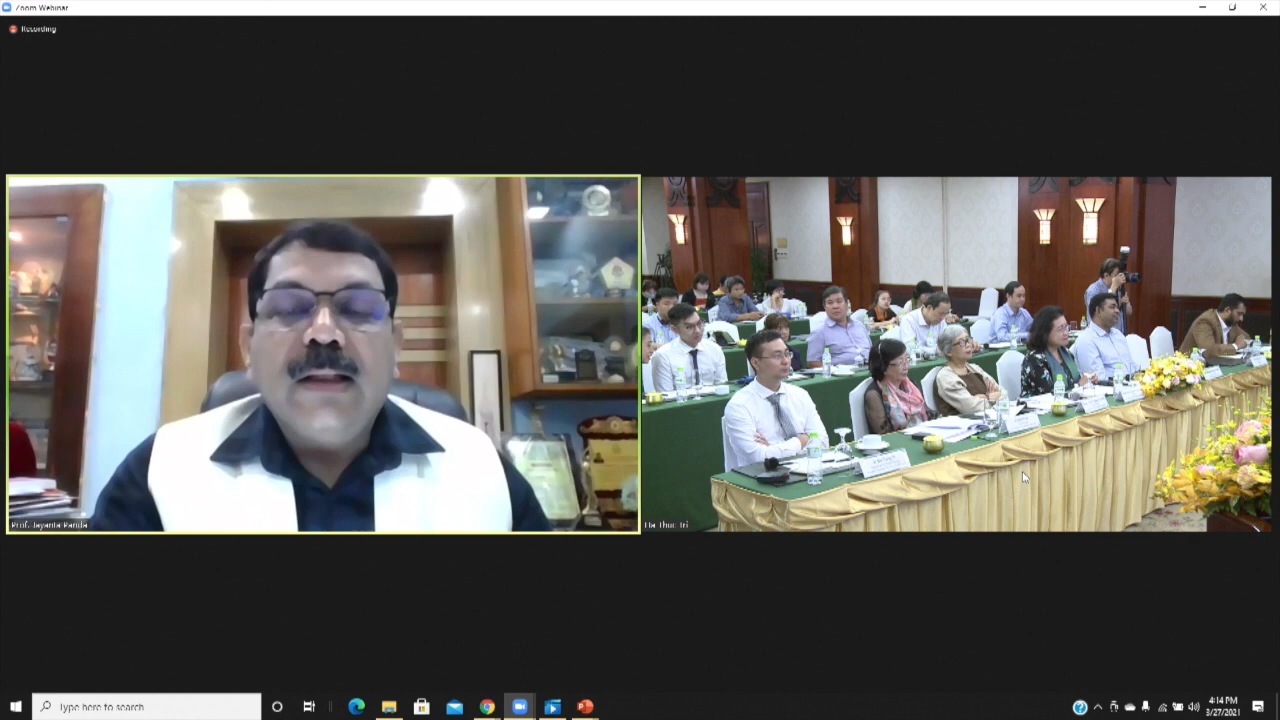 Zoom Webinar
Recording
Prof. Jayanta Panda
Ha Thuc Tri
Type here to search
4:14 PM
3/27/2021